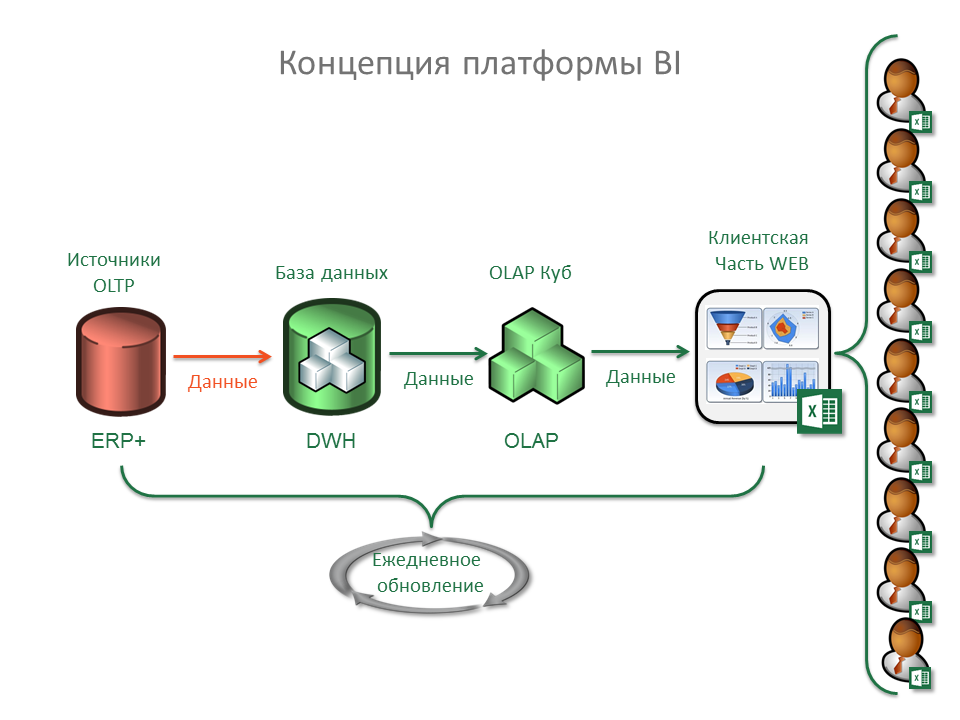 Концепция платформы BI
Источники
OLTP
База данных
OLAP Куб
Клиентская
Часть WEB
Данные
Данные
Данные
ERP+
DWH
OLAP
Ежедневное
обновление